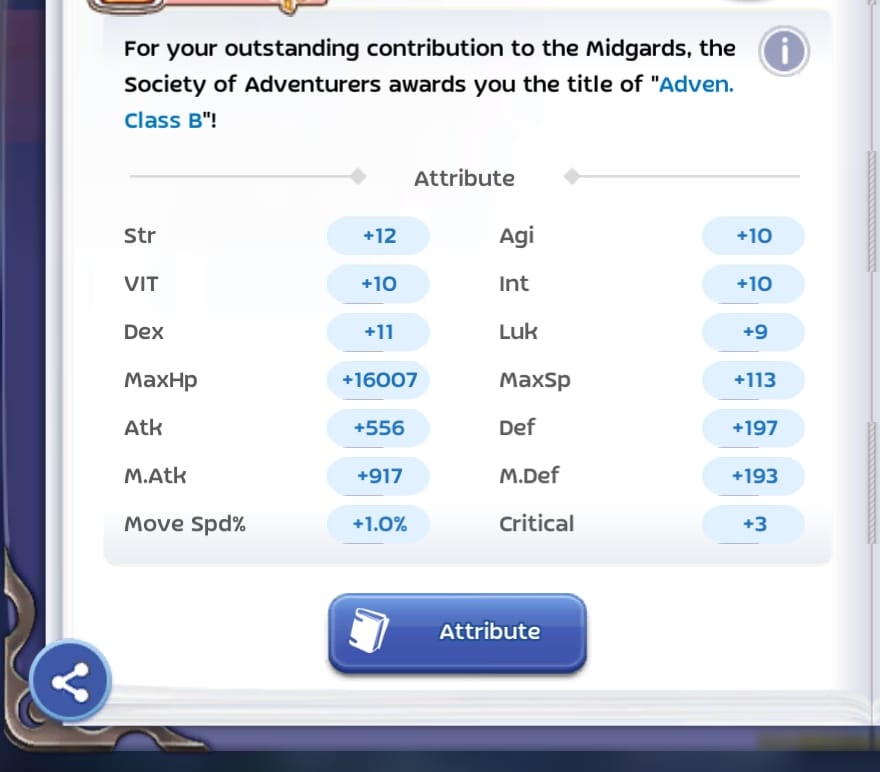 For your outstanding contribution to the Midgards, the
Society of Adventurers awards you the title of "Adven.
Class B"!
Attribute
Str +12 Agi +10
VIT +10 Int +10
Dex +11 Luk +9
MaxHp +16007 MaxSp +113
Atk +556 Def +197
M.Atk +917 M.Def +193
Move Spd% +1.0% Critical +3
Attribute